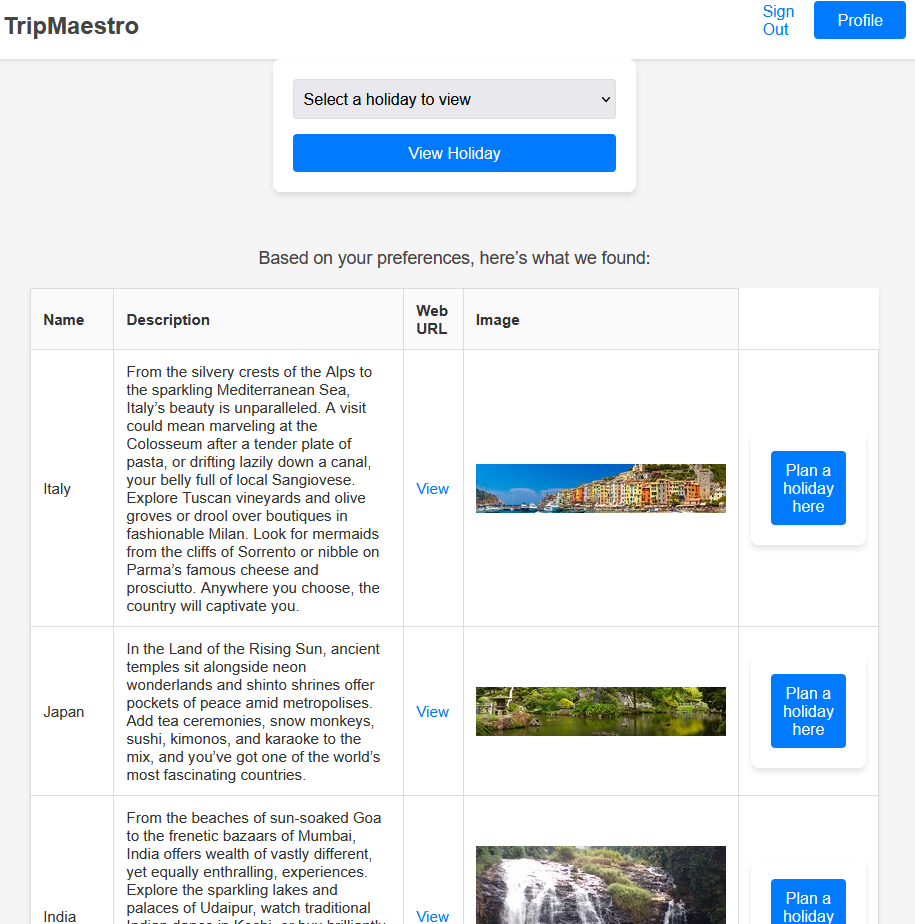 TripMaestro
Sign
Out
Profile
Select a holiday to view
View Holiday
Based on your preferences, here’s what we found:
Name
Description
Web
URL
Image
Italy
From the silvery crests of the Alps to
the sparkling Mediterranean Sea,
Italy’s beauty is unparalleled. A visit
could mean marveling at the
Colosseum after a tender plate of
pasta, or drifting lazily down a canal,
your belly full of local Sangiovese.
Explore Tuscan vineyards and olive
groves or drool over boutiques in
fashionable Milan. Look for mermaids
from the cliffs of Sorrento or nibble on
Parma’s famous cheese and
prosciutto. Anywhere you choose, the
country will captivate you.
View
Plan a
holiday
here
Japan
In the Land of the Rising Sun, ancient
temples sit alongside neon
wonderlands and shinto shrines offer
pockets of peace amid metropolises.
Add tea ceremonies, snow monkeys,
sushi, kimonos, and karaoke to the
mix, and you’ve got one of the world’s
most fascinating countries.
View
Plan a
holiday
here
India
From the beaches of sun-soaked Goa
to the frenetic bazaars of Mumbai,
India offers wealth of vastly different,
yet equally enthralling, experiences.
Explore the sparkling lakes and
palaces of Udaipur, watch traditional
Indian dance in Kochi, or buy brilliantly
View
Plan a
holiday